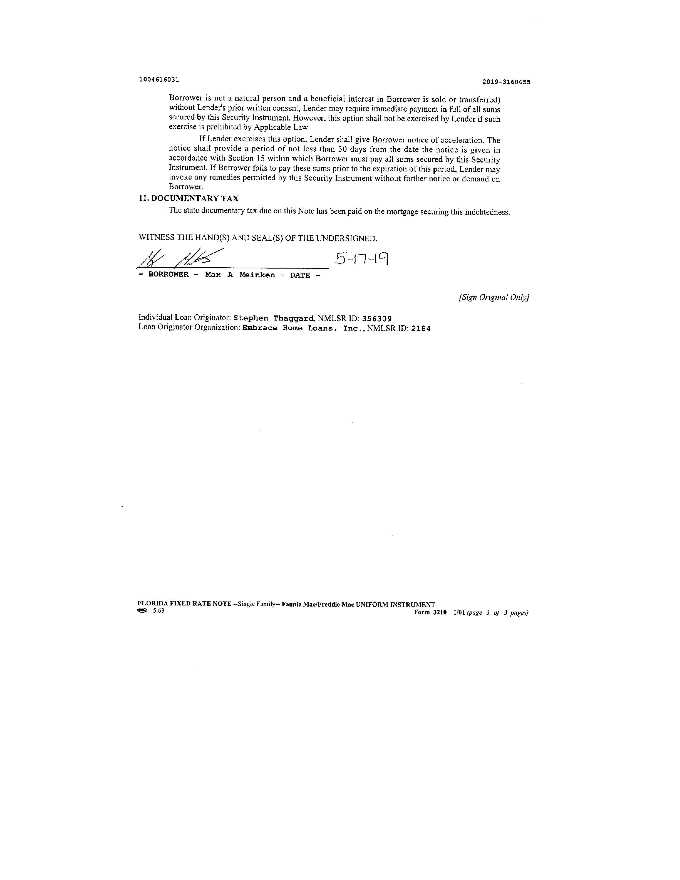 1004616031
2019-3160455
Borrower is not a natural person and a beneficial interest in Borrower is sold or transferred)
without Lender's prior written consent, Lender may require immediate payment in full of all sums
secured by this Security Instrument. However, this option shall not be exercised by Lender if such
exercise is prohibited by Applicable Law.
If Lender exercises this option, Lender shall give Borrower notice of acceleration. The
notice shall provide a period of not less than 30 days from the date the notice is given in
accordance with Section 15 within which Borrower must pay all sums secured by this Security
Instrument. If Borrower fails to pay these sums prior to the expiration of this period, Lender may
invoke any remedies permitted by this Security Instrument without further notice or demand on
Borrower.
11. DOCUMENTARY TAX
The state documentary tax due on this Note has been paid on the mortgage securing this indebtedness.
WITNESS THE HAND(S) AND SEAL(S) OF THE UNDERSIGNED.
5-17-19
- BORROWER - Max A Meinken - DATE -
[Sign Original Only]
Individual Loan Originator: Stephen Thaggard, NMLSR ID: 356339
Loan Originator Organization: Embrace Home Loans, Inc., NMLSR ID: 2184
FLORIDA FIXED RATE NOTE --Single Family-- Fannie Mae/Freddie Mac UNIFORM INSTRUMENT
Form 3210 1/01 (page 3 of 3 pages)